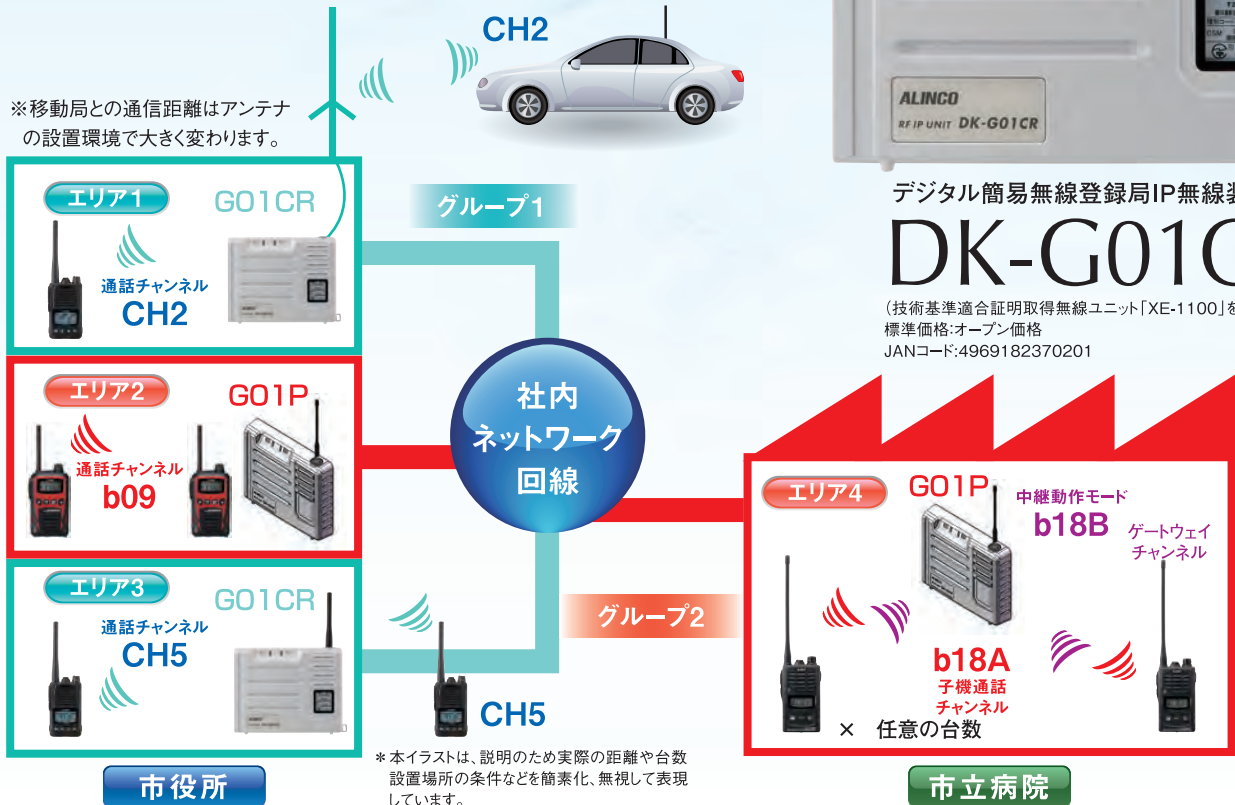 CH2
※移動局との通信距離はアンテナ
の設置環境で大きく変わります。
エリア1
G01CR
通話チャンネル
CH2
グループ1
エリア2
G01P
通話チャンネル
b09
社内
ネットワーク
回線
エリア3
G01CR
通話チャンネル
CH5
CH5
グループ2
*本イラストは、説明のため実際の距離や台数
設置場所の条件などを簡素化、無視して表現
しています。
市役所
ALINCO
RF IP UNIT DK-G01CR
デジタル簡易無線登録局IP無線
DK-G01C
(技術基準適合証明取得無線ユニット「XE-1100」を
標準価格:オープン価格
JANコード:4969182370201
エリア4
G01P
中継動作モード
b18B
ゲートウェイ
チャンネル
b18A
子機通話
チャンネル
× 任意の台数
市立病院